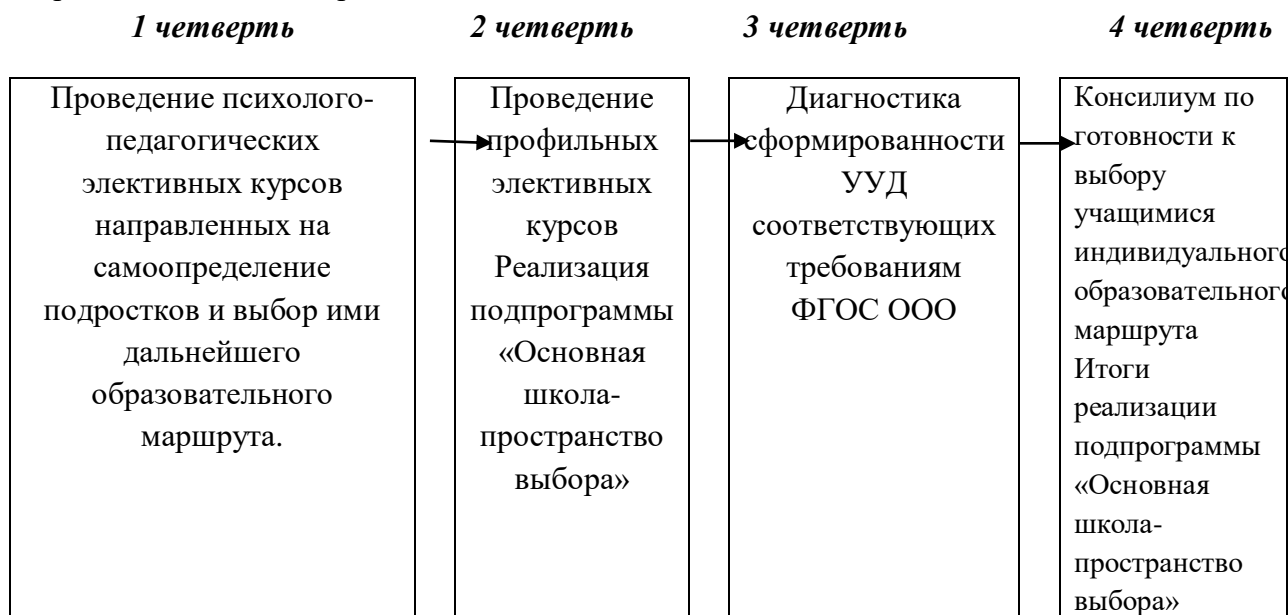 1 четверть
2 четверть
3 четверть
4 четверть
Проведение психолого-
педагогических
элективных курсов
направленных на
самоопределение
подростков и выбор ими
дальнейшего
образовательного
маршрута.
Проведение
профильных
элективных
курсов
Реализация
подпрограммы
«Основная
школа-
пространство
выбора»
Диагностика
сформированности
УУД
соответствующих
требованиям
ФГОС ООО
Консилиум по
готовности к
выбору
учащимися
индивидуального
образовательного
маршрута
Итоги
реализации
подпрограммы
«Основная
школа-
пространство
выбора»